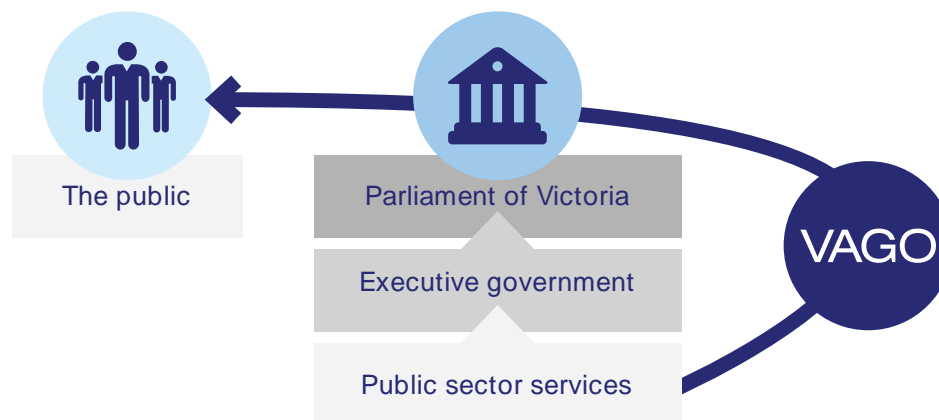 The public
Parliament of Victoria
VAGO
Executive government
Public sector services